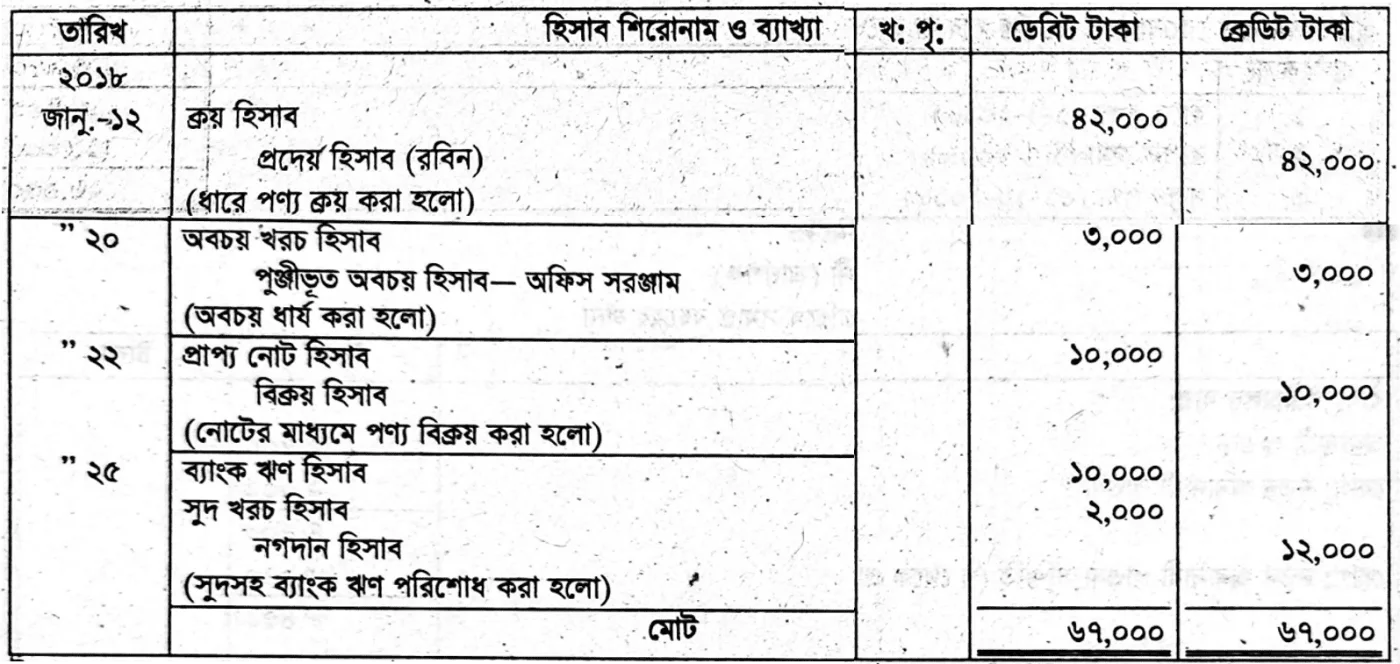 তারিখ হিসাব শিরোনাম ও ব্যাখ্যা খ: পৃ: ডেবিট টাকা ক্রেডিট টাকা
২০১৮
জানু.-১২ ক্রয় হিসাব ৪২,০০০
প্রদেয় হিসাব (রবিন) ৪২,০০০
(ধারে পণ্য ক্রয় করা হলো)
” ২০ অবচয় খরচ হিসাব ৩,০০০
পুঞ্জীভূত অবচয় হিসাব— অফিস সরঞ্জাম ৩,০০০
(অবচয় ধার্য করা হলো)
” ২২ প্রাপ্য নোট হিসাব ১০,০০০
বিক্রয় হিসাব ১০,০০০
(নোটের মাধ্যমে পণ্য বিক্রয় করা হলো)
” ২৫ ব্যাংক ঋণ হিসাব ১০,০০০
সুদ খরচ হিসাব ২,০০০
নগদান হিসাব ১২,০০০
(সুদসহ ব্যাংক ঋণ পরিশোধ করা হলো)
মোট ৬৭,০০০ ৬৭,০০০